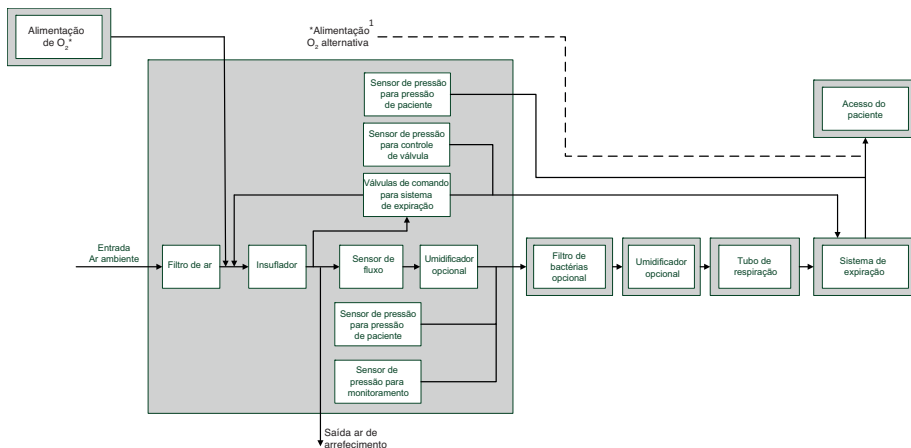 Alimentação
de O2*
*Alimentação1
O2 alternativa
Sensor de pressão
para pressão
de paciente
Acesso do
paciente
Sensor de pressão
para controle
de válvula
Válvulas de comando
para sistema
de expiração
Entrada
Ar ambiente
Filtro de ar
Insuflador
Sensor de
fluxo
Umidificador
opcional
Filtro de
bactérias
opcional
Umidificador
opcional
Tubo de
respiração
Sistema de
expiração
Sensor de pressão
para pressão
de paciente
Sensor de
pressão para
monitoramento
Saída ar de
arrefecimento